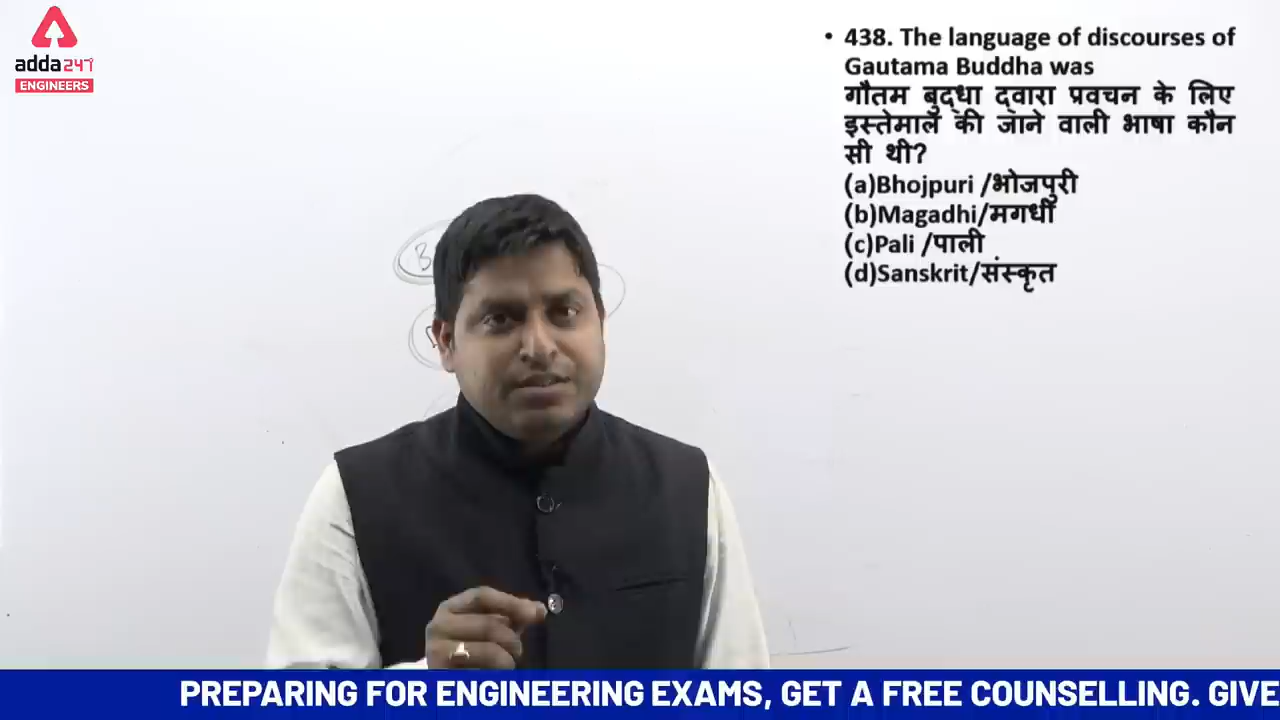 adda247
ENGINEERS
• 438. The language of discourses of
Gautama Buddha was
गौतम बुद्धा द्वारा प्रवचन के लिए
इस्तेमाल की जाने वाली भाषा कौन
सी थी?
(a)Bhojpuri /भोजपुरी
(b)Magadhi/मगधी
(c)Pali /पाली
(d)Sanskrit/संस्कृत
B
PREPARING FOR ENGINEERING EXAMS, GET A FREE COUNSELLING. GIVE